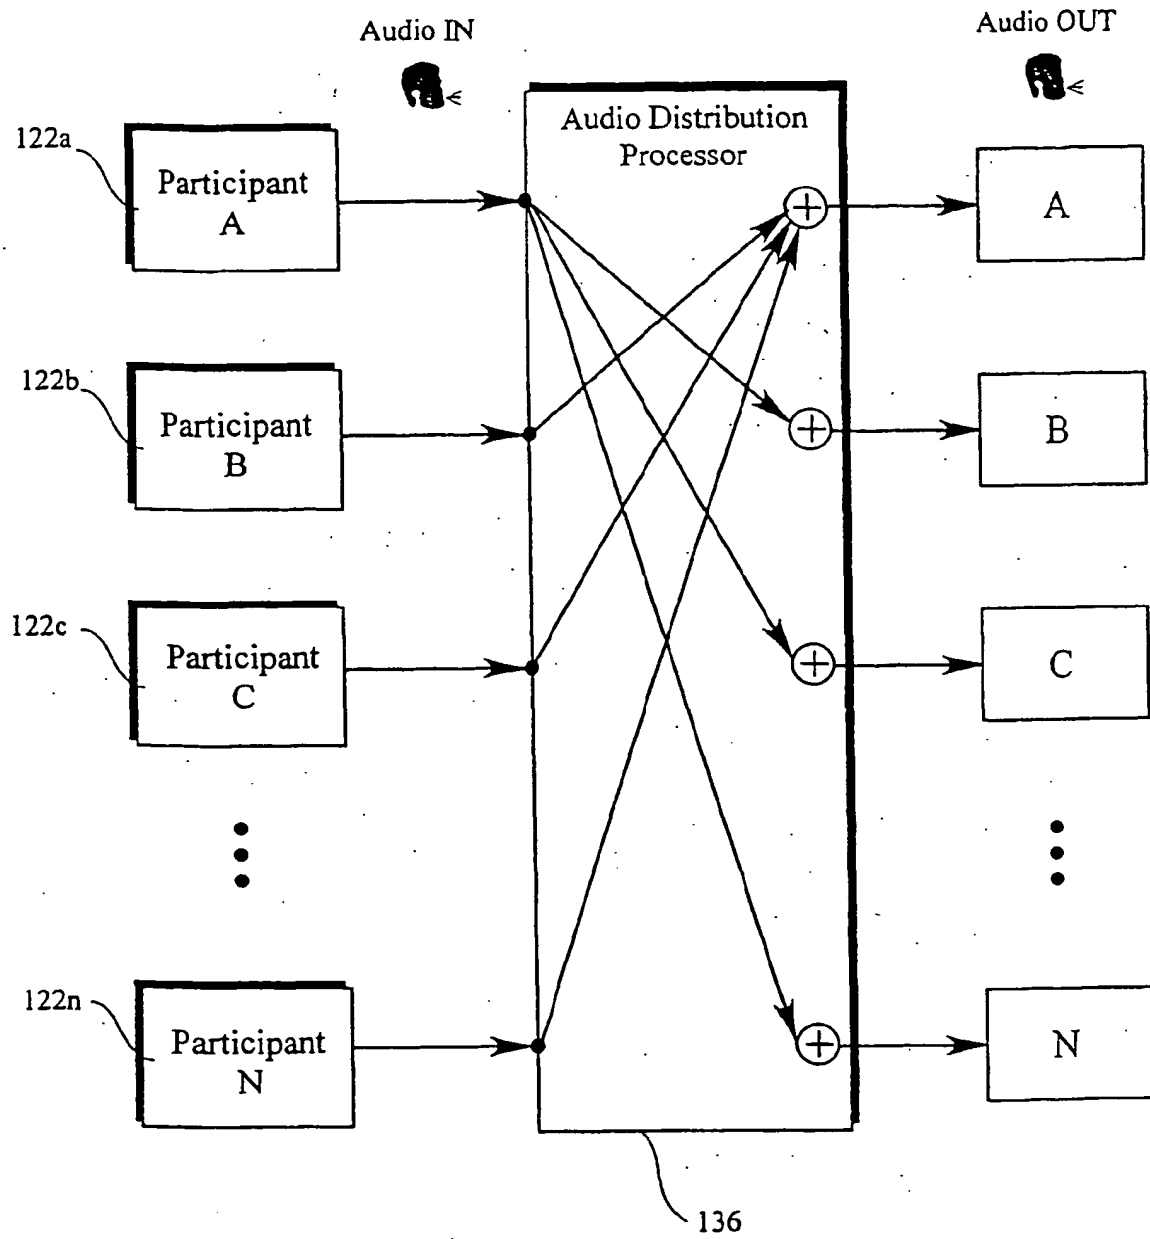 Audio IN
Audio OUT
Audio Distribution
Processor
122a
Participant
A
+
A
122b
Participant
B
+
B
122c
Participant
C
+
C
122n
Participant
N
+
N
136